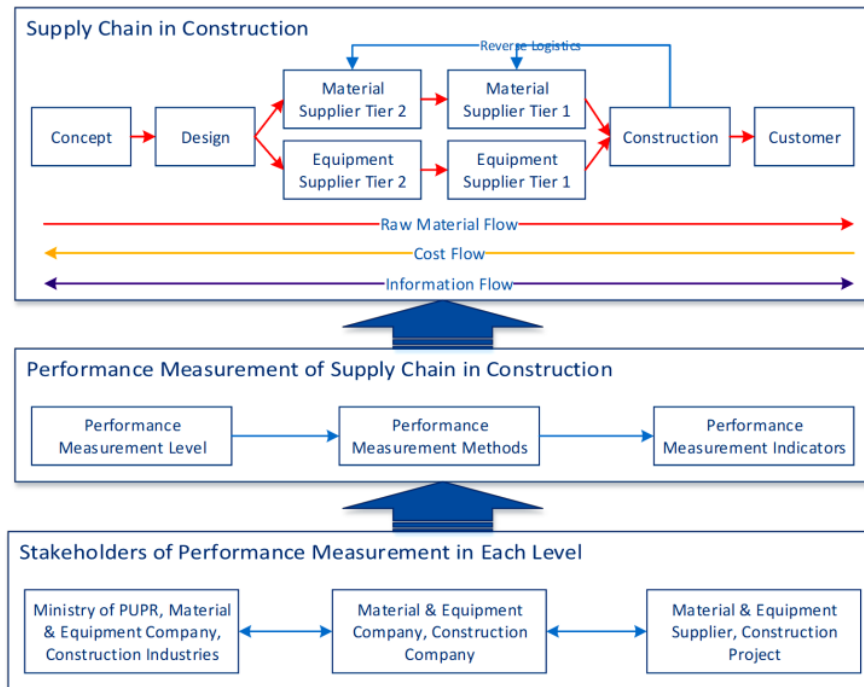 Supply Chain in Construction
Reverse Logistics
Material
Supplier Tier 2
Material
Supplier Tier 1
Concept
Design
Construction
Customer
Equipment
Supplier Tier 2
Equipment
Supplier Tier 1
Raw Material Flow
Cost Flow
Information Flow
Performance Measurement of Supply Chain in Construction
Performance
Measurement Level
Performance
Measurement Methods
Performance
Measurement Indicators
Stakeholders of Performance Measurement in Each Level
Ministry of PUPR, Material
& Equipment Company,
Construction Industries
Material & Equipment
Company, Construction
Company
Material & Equipment
Supplier, Construction
Project